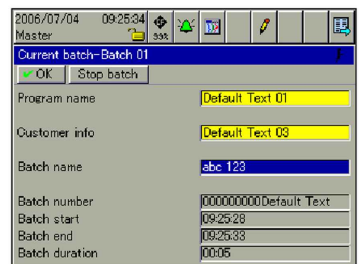 2006/07/04 09:25:34
Master 33%
Current batch-Batch 01
OK Stop batch
Program name Default Text 01
Customer info Default Text 03
Batch name abc 123
Batch number 000000000Default Text
Batch start 09:25:28
Batch end 09:25:33
Batch duration 00:05